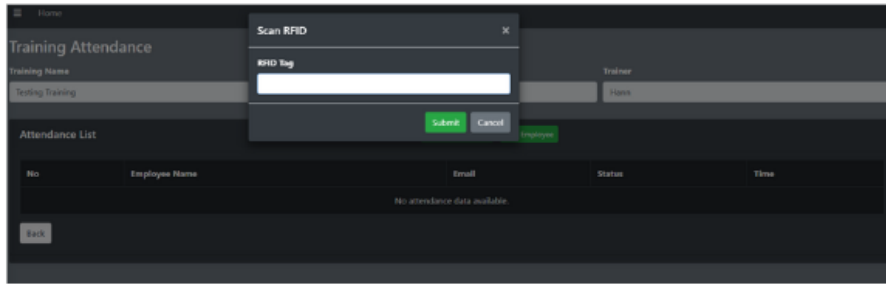 Home
Scan RFID
×
Training Attendance
RFID Tag
Training Name
Trainer
Testing Training
Hann
Submit
Cancel
Attendance List
Employee
No
Employee Name
Email
Status
Time
No attendance data available.
Back